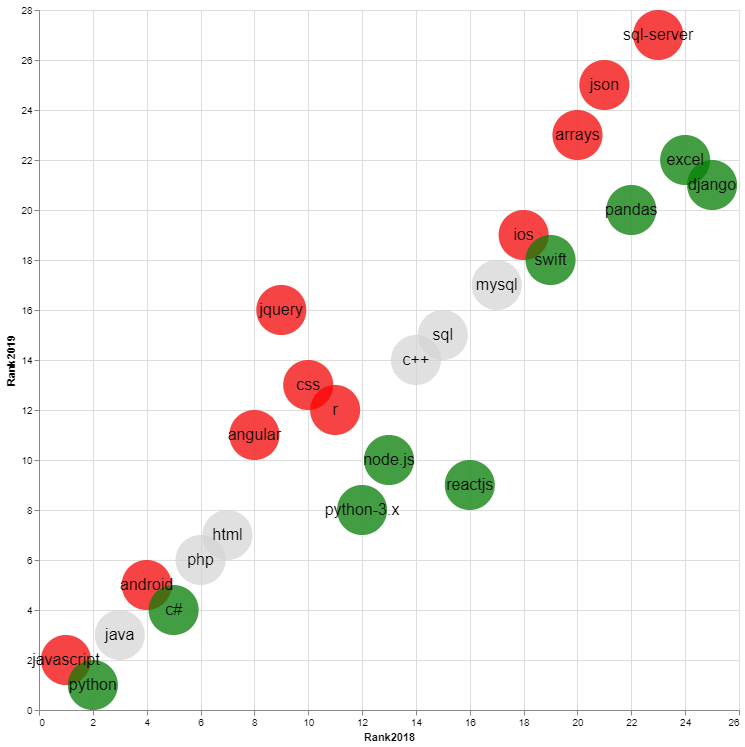 28
sql-server
26
json
24
arrays
22
excel
django
20
pandas
ios
18
swift
mysql
16
jquery
sql
14
c++
css
12
r
angular
10
node.js
reactjs
8
python-3.x
html
6
php
android
4
c#
java
2
javascript
python
0
Rank2019
0 2 4 6 8 10 12 14 16 18 20 22 24 26
Rank2018